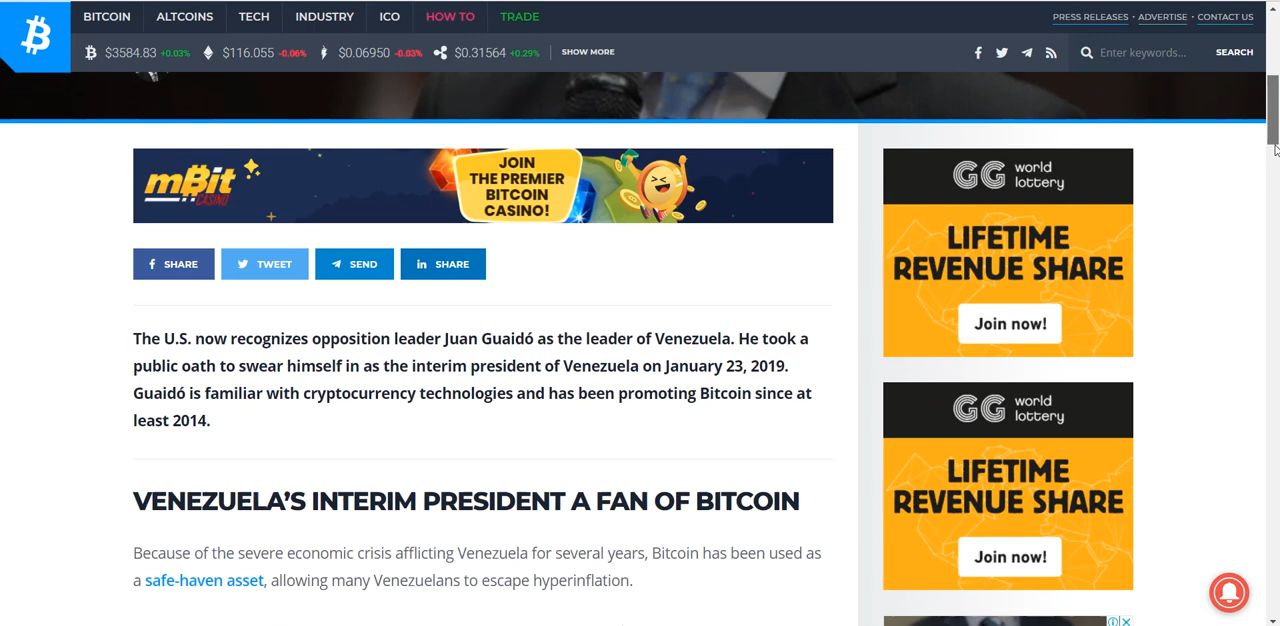 BITCOIN ALTCOINS TECH INDUSTRY ICO HOW TO TRADE
PRESS RELEASES • ADVERTISE • CONTACT US
$3584.83 +0.03% $116.055 -0.06% $0.06950 -0.03% $0.31564 +0.29% SHOW MORE
Enter keywords... SEARCH
mBit
CASINO
JOIN
THE PREMIER
BITCOIN
CASINO!
SHARE TWEET SEND SHARE
The U.S. now recognizes opposition leader Juan Guaidó as the leader of Venezuela. He took a
public oath to swear himself in as the interim president of Venezuela on January 23, 2019.
Guaidó is familiar with cryptocurrency technologies and has been promoting Bitcoin since at
least 2014.
VENEZUELA’S INTERIM PRESIDENT A FAN OF BITCOIN
Because of the severe economic crisis afflicting Venezuela for several years, Bitcoin has been used as
a safe-haven asset, allowing many Venezuelans to escape hyperinflation.
GG world
lottery
LIFETIME
REVENUE SHARE
Join now!
GG world
lottery
LIFETIME
REVENUE SHARE
Join now!